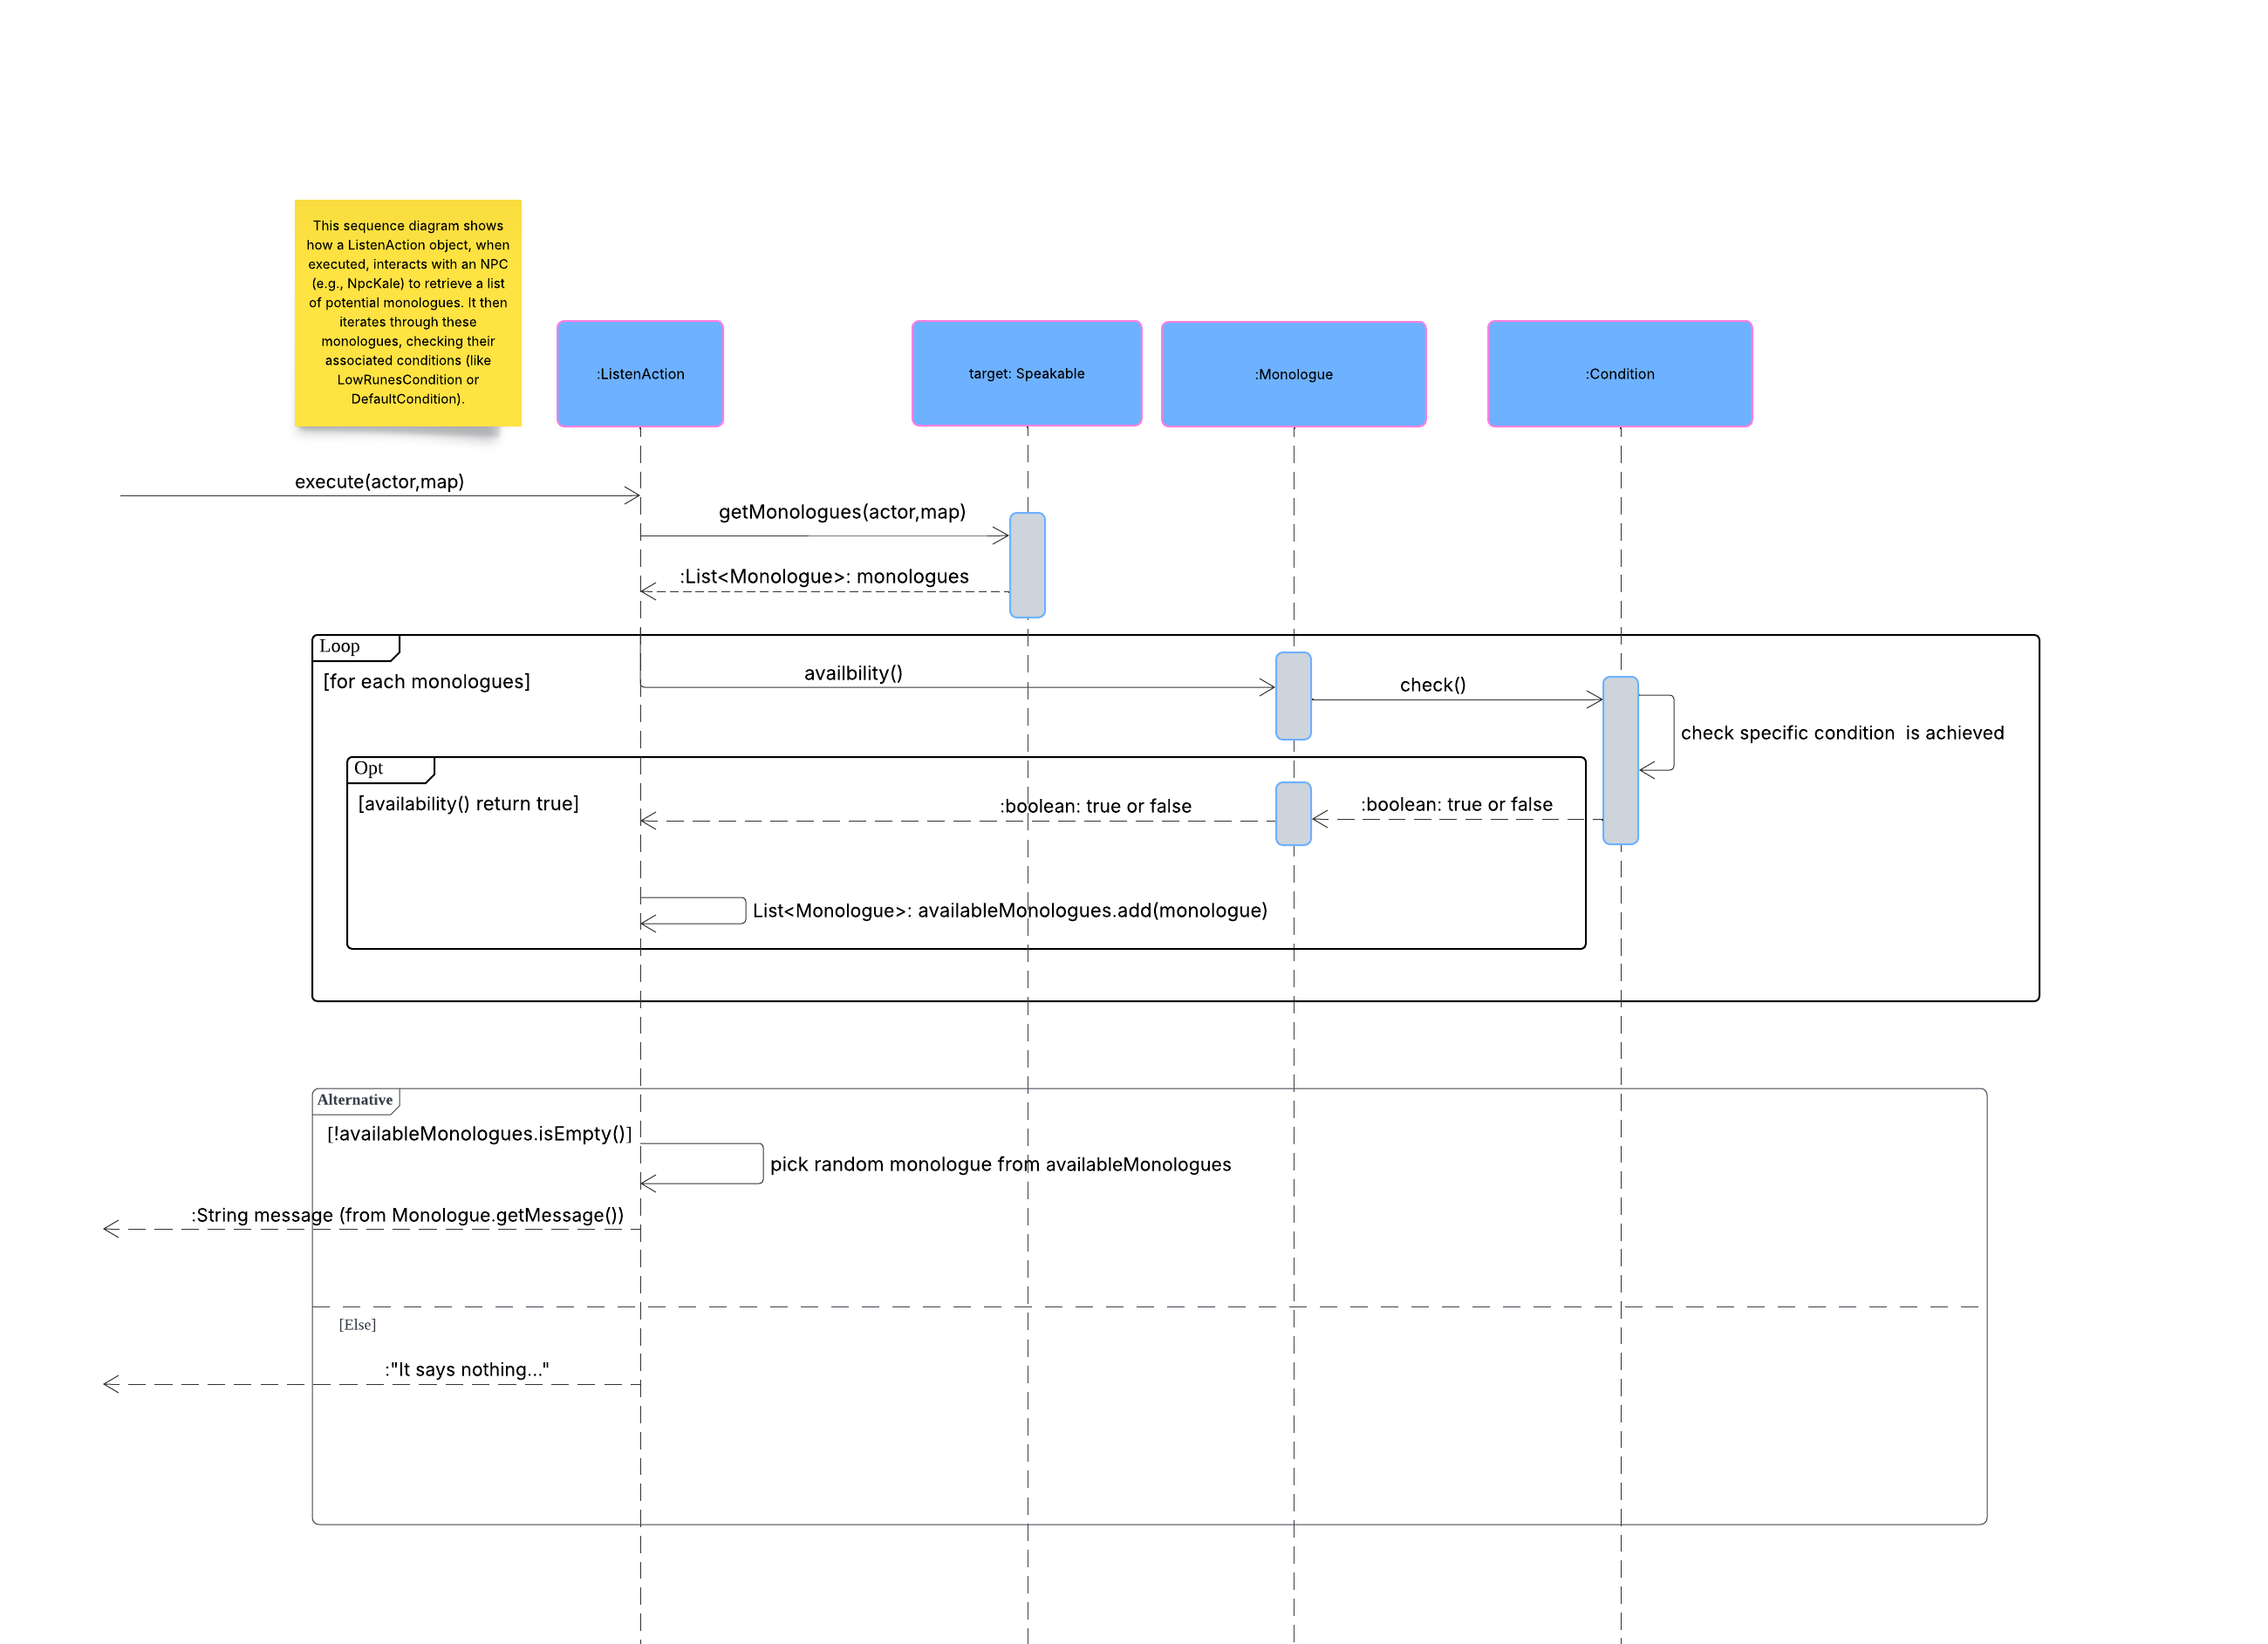 This sequence diagram shows
how a ListenAction object, when
executed, interacts with an NPC
(e.g., NpcKale) to retrieve a list
of potential monologues. It then
iterates through these
monologues, checking their
associated conditions (like
LowRunesCondition or
DefaultCondition).
:ListenAction
target: Speakable
:Monologue
:Condition
execute(actor,map)
getMonologues(actor,map)
:List<Monologue>: monologues
Loop
[for each monologues]
availbility()
check()
check specific condition  is achieved
Opt
[availability() return true]
:boolean: true or false
:boolean: true or false
List<Monologue>: availableMonologues.add(monologue)
Alternative
[!availableMonologues.isEmpty()]
pick random monologue from availableMonologues
:String message (from Monologue.getMessage())
[Else]
:"It says nothing..."